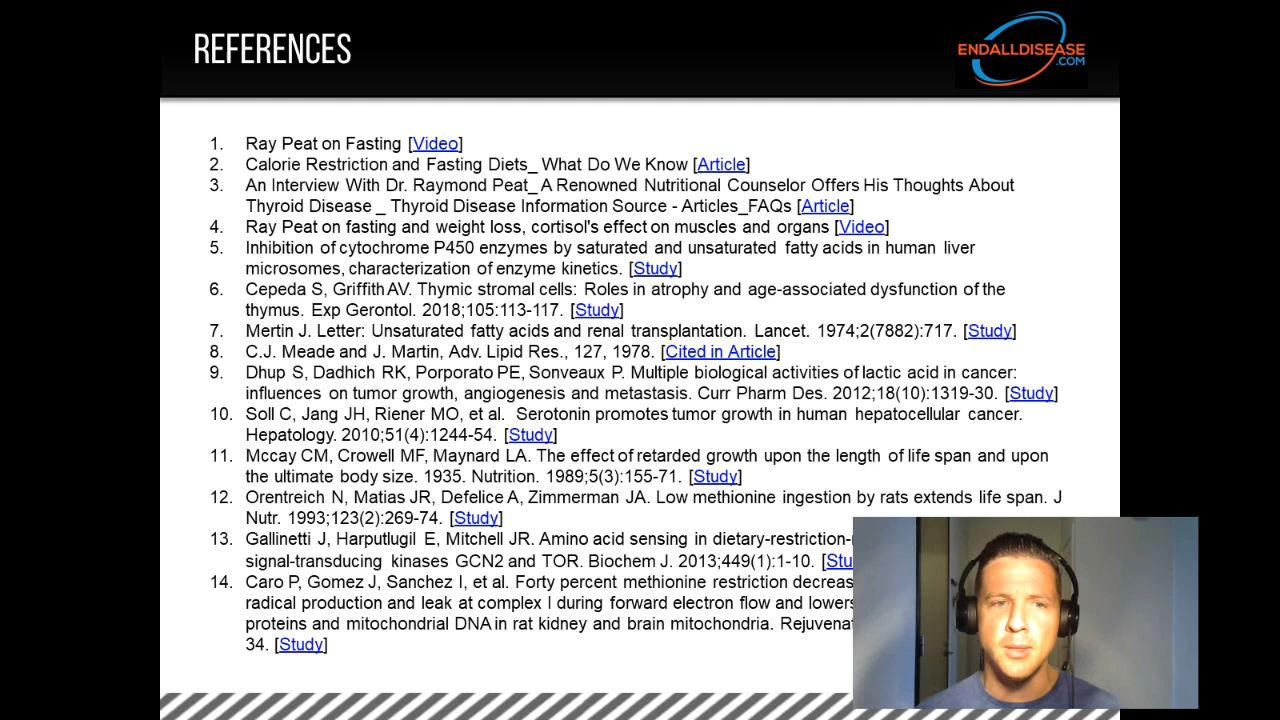 REFERENCES
ENDALLDISEASE
.COM
1. Ray Peat on Fasting [Video]
2. Calorie Restriction and Fasting Diets_ What Do We Know [Article]
3. An Interview With Dr. Raymond Peat_ A Renowned Nutritional Counselor Offers His Thoughts About
Thyroid Disease _ Thyroid Disease Information Source - Articles_FAQs [Article]
4. Ray Peat on fasting and weight loss, cortisol's effect on muscles and organs [Video]
5. Inhibition of cytochrome P450 enzymes by saturated and unsaturated fatty acids in human liver
microsomes, characterization of enzyme kinetics. [Study]
6. Cepeda S, Griffith AV. Thymic stromal cells: Roles in atrophy and age-associated dysfunction of the
thymus. Exp Gerontol. 2018;105:113-117. [Study]
7. Mertin J. Letter: Unsaturated fatty acids and renal transplantation. Lancet. 1974;2(7882):717. [Study]
8. C.J. Meade and J. Martin, Adv. Lipid Res., 127, 1978. [Cited in Article]
9. Dhup S, Dadhich RK, Porporato PE, Sonveaux P. Multiple biological activities of lactic acid in cancer:
influences on tumor growth, angiogenesis and metastasis. Curr Pharm Des. 2012;18(10):1319-30. [Study]
10. Soll C, Jang JH, Riener MO, et al. Serotonin promotes tumor growth in human hepatocellular cancer.
Hepatology. 2010;51(4):1244-54. [Study]
11. Mccay CM, Crowell MF, Maynard LA. The effect of retarded growth upon the length of life span and upon
the ultimate body size. 1935. Nutrition. 1989;5(3):155-71. [Study]
12. Orentreich N, Matias JR, Defelice A, Zimmerman JA. Low methionine ingestion by rats extends life span. J
Nutr. 1993;123(2):269-74. [Study]
13. Gallinetti J, Harputlugil E, Mitchell JR. Amino acid sensing in dietary-restriction-
signal-transducing kinases GCN2 and TOR. Biochem J. 2013;449(1):1-10. [Stu
14. Caro P, Gomez J, Sanchez I, et al. Forty percent methionine restriction decreas
radical production and leak at complex I during forward electron flow and lowers
proteins and mitochondrial DNA in rat kidney and brain mitochondria. Rejuvenat
34. [Study]